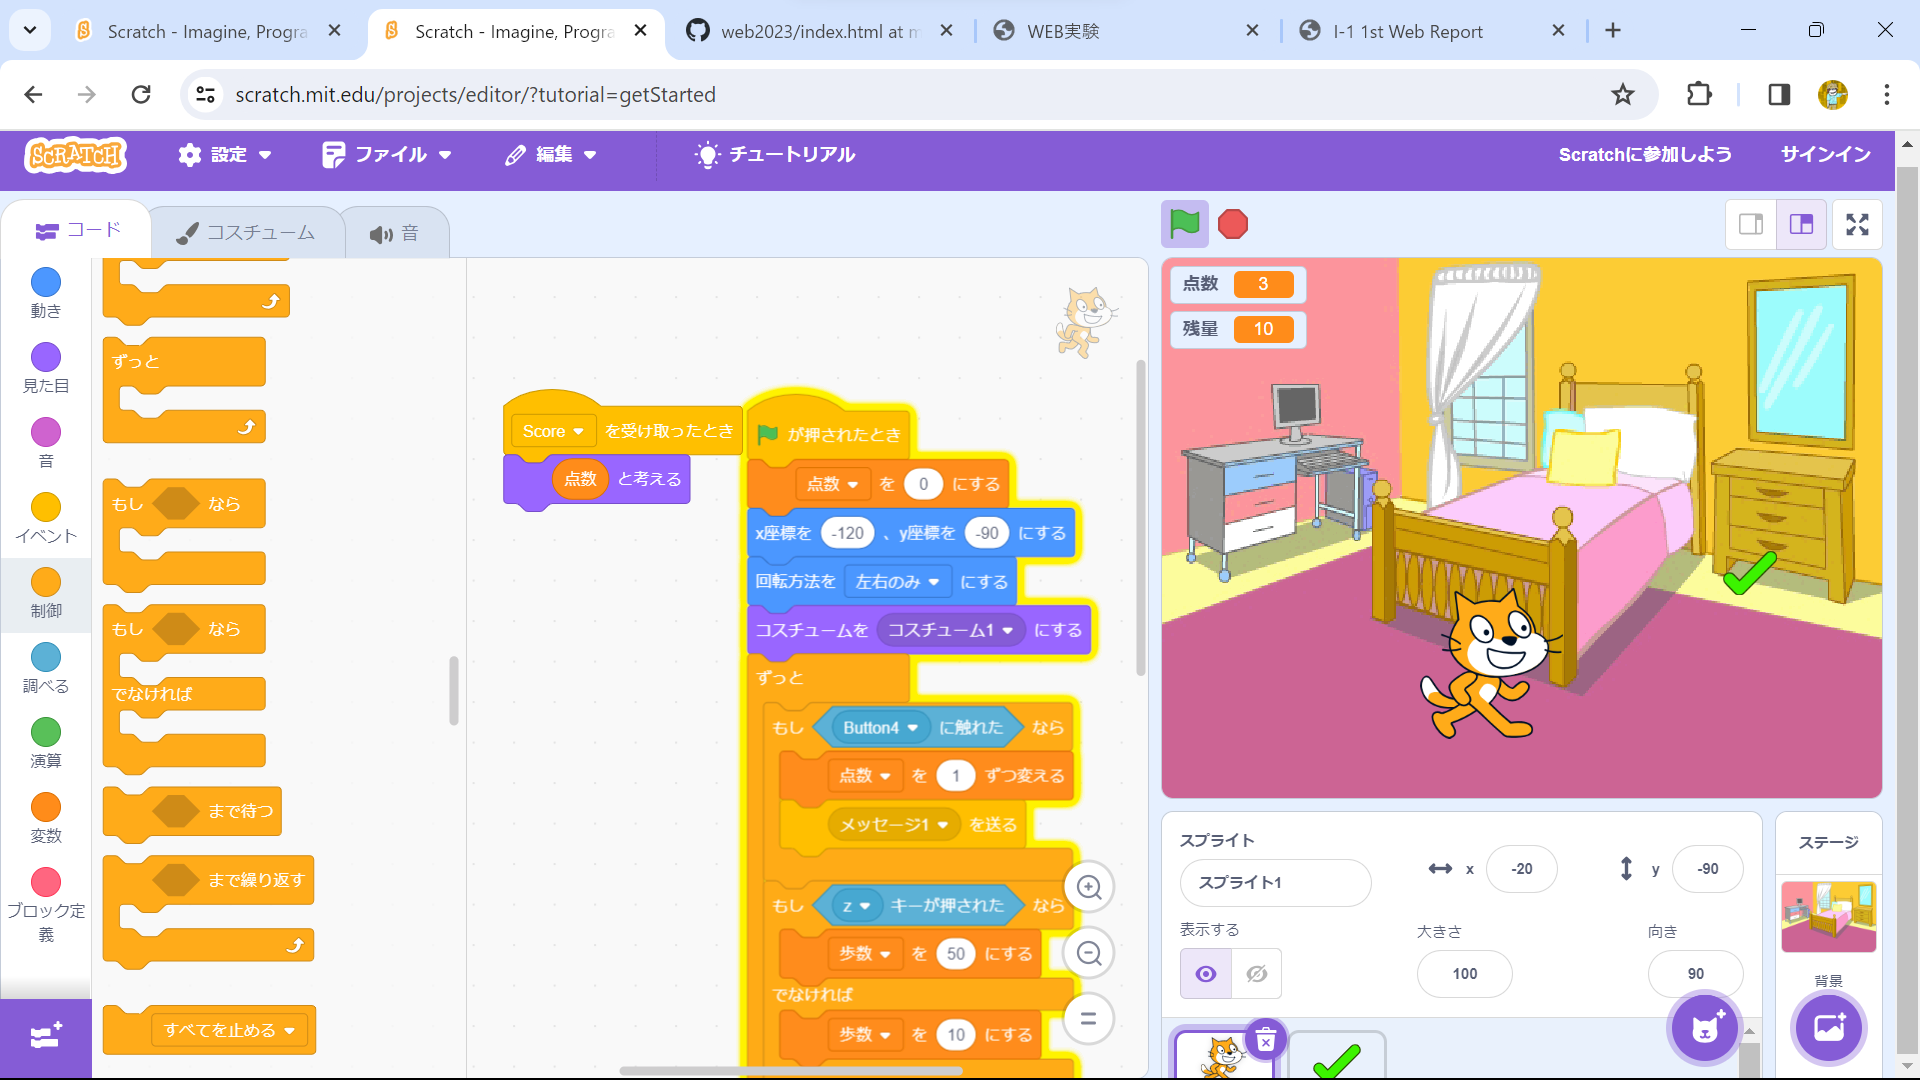 Scratch - Imagine, Progra
Scratch - Imagine, Progra
web2023/index.html at m
WEB実験
I-1 1st Web Report
scratch.mit.edu/projects/editor/?tutorial=getStarted
SCRATCH
設定
ファイル
編集
チュートリアル
Scratchに参加しよう
サインイン
コード
コスチューム
音
動き
見た目
音
イベント
制御
調べる
演算
変数
ブロック定
義
ずっと
もし なら
もし なら
でなければ
まで待つ
まで繰り返す
すべてを止める
Score を受け取ったとき
点数 と考える
が押されたとき
点数 を 0 にする
x座標を -120 、y座標を -90 にする
回転方法を 左右のみ にする
コスチュームを コスチューム1 にする
ずっと
もし Button4 に触れた なら
点数 を 1 ずつ変える
メッセージ1 を送る
もし z キーが押された なら
歩数 を 50 にする
でなければ
歩数 を 10 にする
点数 3
残量 10
スプライト
スプライト1
x -20
y -90
表示する
大きさ
100
向き
90
ステージ
背景